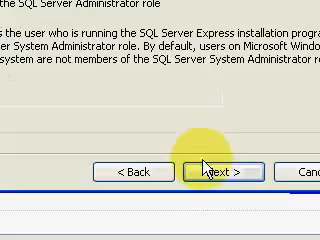 the SQL Server Administrator role
s the user who is running the SQL Server Express installation progra
er System Administrator role. By default, users on Microsoft Windo
system are not members of the SQL Server System Administrator r
< Back
ext >
Canc